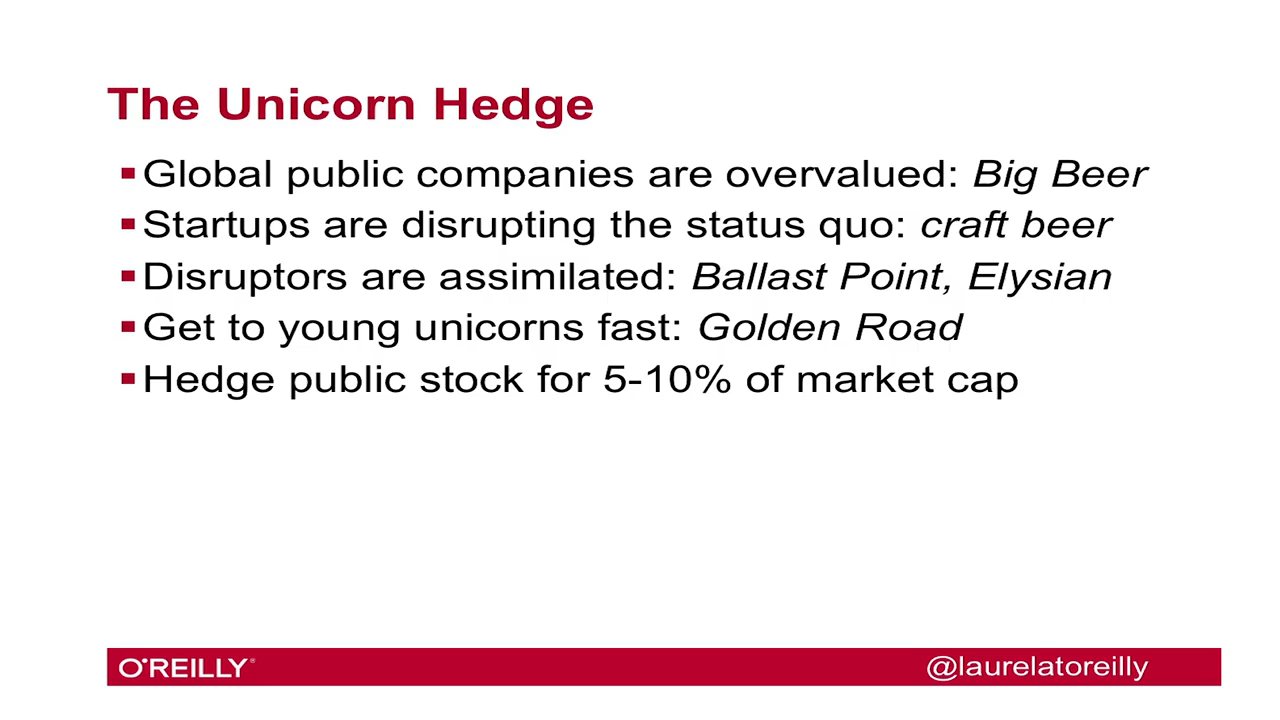 The Unicorn Hedge
▪Global public companies are overvalued: Big Beer
▪Startups are disrupting the status quo: craft beer
▪Disruptors are assimilated: Ballast Point, Elysian
▪Get to young unicorns fast: Golden Road
▪Hedge public stock for 5-10% of market cap
O'REILLY®
@laurelatoreilly